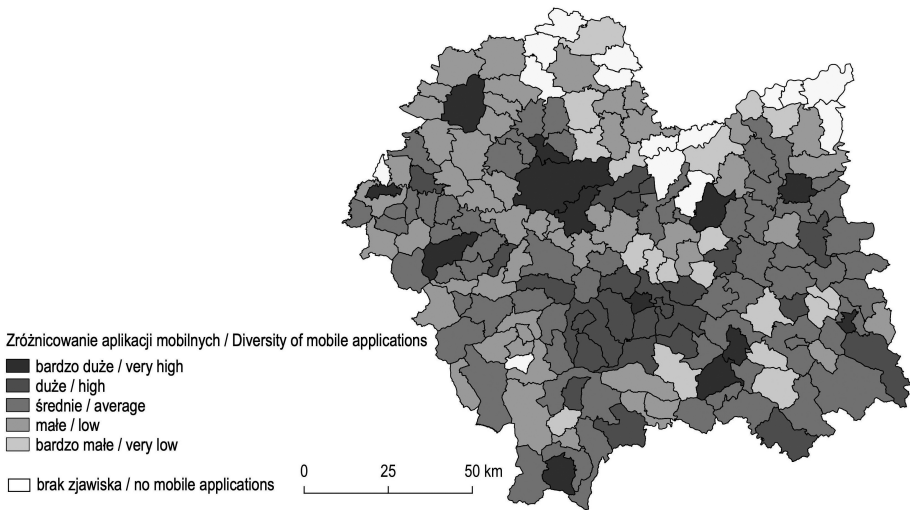 Zróżnicowanie aplikacji mobilnych / Diversity of mobile applications
bardzo duże / very high
duże / high
średnie / average
małe / low
bardzo małe / very low
brak zjawiska / no mobile applications
0 25 50 km